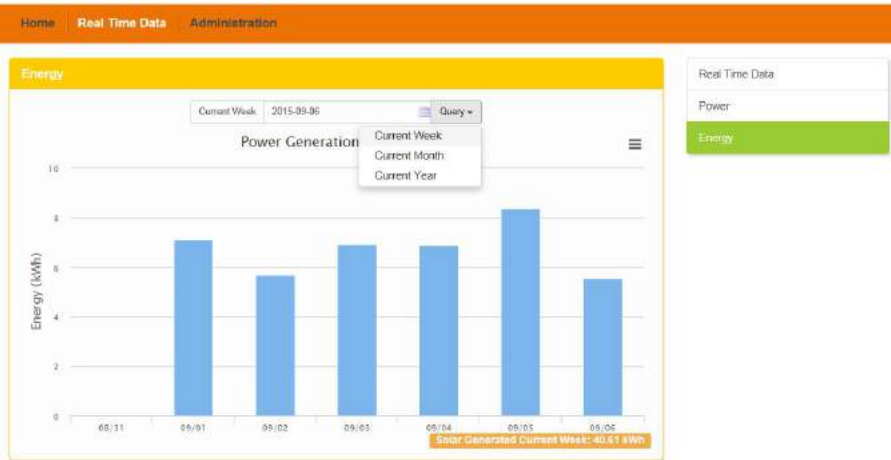 Home Real Time Data Administration
Energy
Current Week 2015-09-06 Query
Current Week
Current Month
Current Year
Power Generation
Energy (kWh)
10
8
6
4
2
0
08/31 09/01 09/02 09/03 09/04 09/05 09/06
Solar Generated Current Week: 40.61 kWh
Real Time Data
Power
Energy